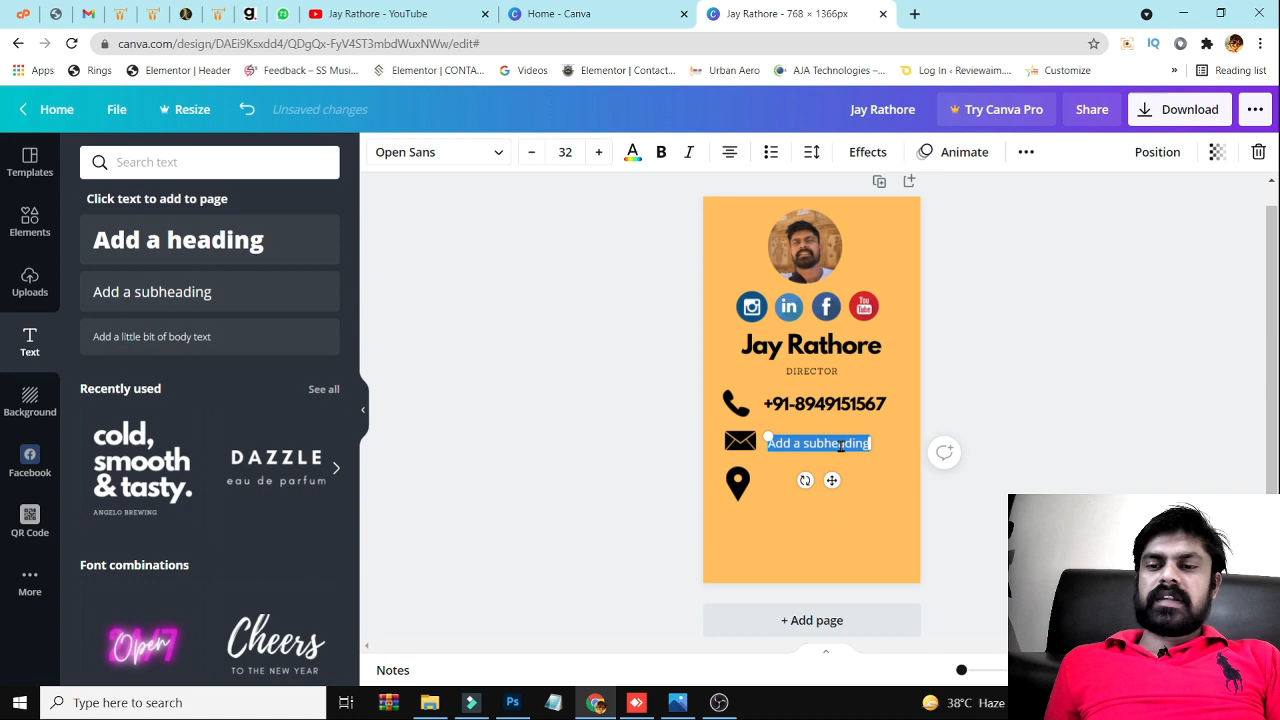 Jay Rathore - YouTube
Home - Canva
Jay Rathore - 768 × 1366px
canva.com/design/DAEi9Ksxdd4/QDgQx-FyV4ST3mbdWuxNWw/edit#
IQ
Apps
Rings
Elementor | Header
Feedback – SS Musi...
Elementor | CONTA...
Videos
Elementor | Contact...
Urban Aero
AJA Technologies –...
Log In ‹ Reviewaim....
Customize
Reading list
Home
File
Resize
Unsaved changes
Jay Rathore
Try Canva Pro
Share
Download
Templates
Elements
Uploads
Text
Background
Facebook
QR Code
More
Search text
Click text to add to page
Add a heading
Add a subheading
Add a little bit of body text
Recently used
See all
cold,
smooth
& tasty.
ANGELO BREWING
DAZZLE
eau de parfum
Font combinations
Open
Cheers
TO THE NEW YEAR
Open Sans
32
A
B
I
Effects
Animate
Position
in
f
You
Tube
Jay Rathore
DIRECTOR
+91-8949151567
Add a subheading
+ Add page
Notes
Type here to search
Ps
38°C Haze